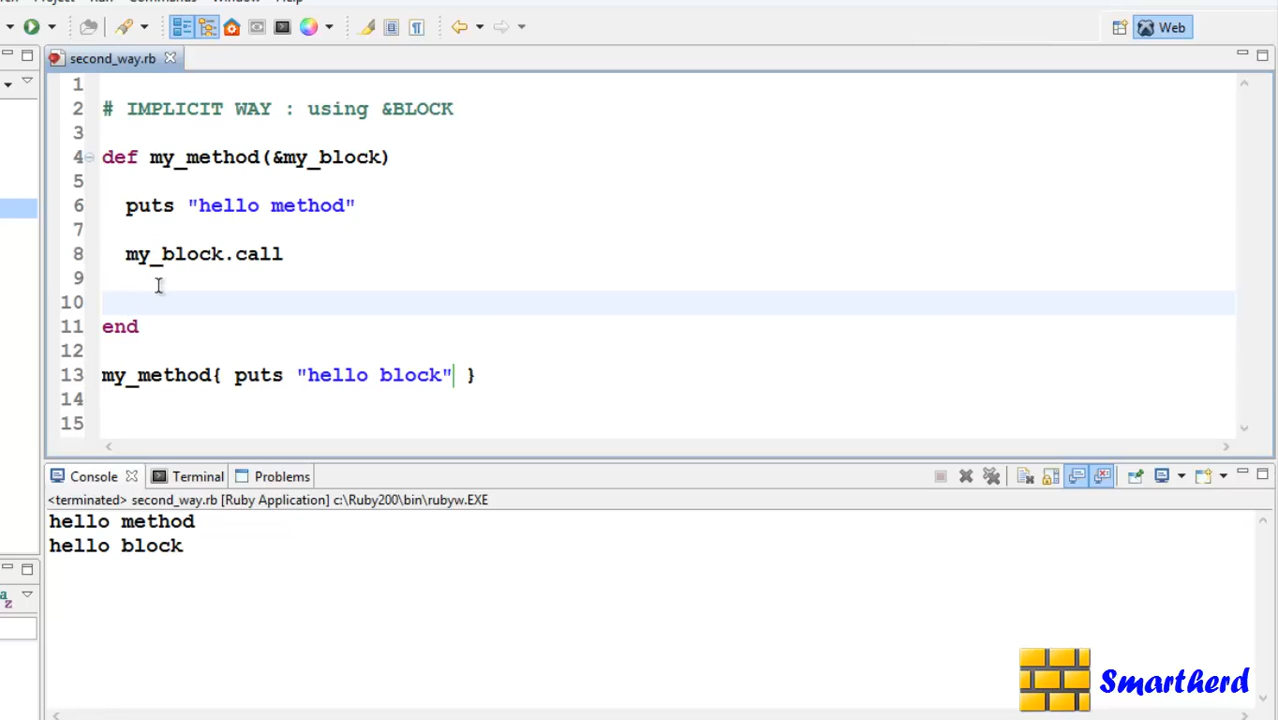 Web
second_way.rb
1
2 # IMPLICIT WAY : using &BLOCK
3
4 def my_method(&my_block)
5
6 puts "hello method"
7
8 my_block.call
9
10
11 end
12
13 my_method{ puts "hello block" }
14
15
Console Terminal Problems
<terminated> second_way.rb [Ruby Application] c:\Ruby200\bin\rubyw.EXE
hello method
hello block
a
z
Smartherd